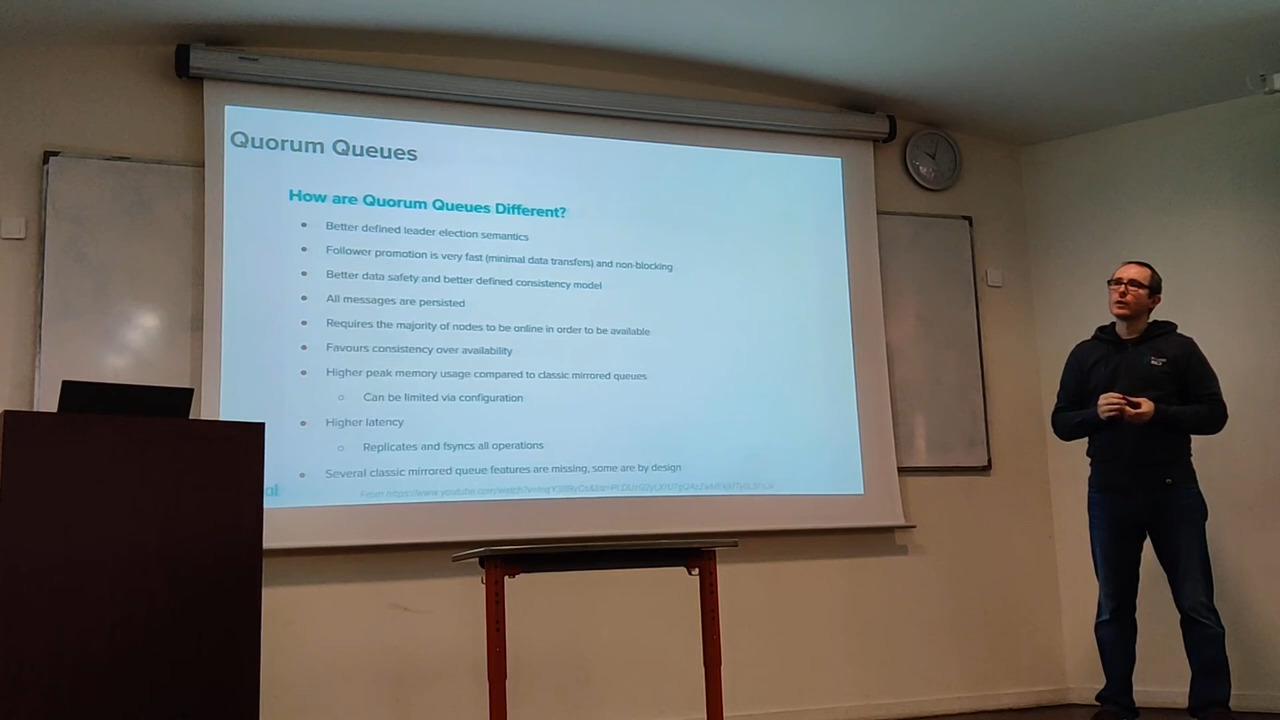 Quorum Queues
How are Quorum Queues Different?
Better defined leader election semantics
Follower promotion is very fast (minimal data transfers) and non-blocking
Better data safety and better defined consistency model
All messages are persisted
Requires the majority of nodes to be online in order to be available
Favours consistency over availability
Higher peak memory usage compared to classic mirrored queues
Can be limited via configuration
Higher latency
Replicates and fsyncs all operations
Several classic mirrored queue features are missing, some are by design
al
From